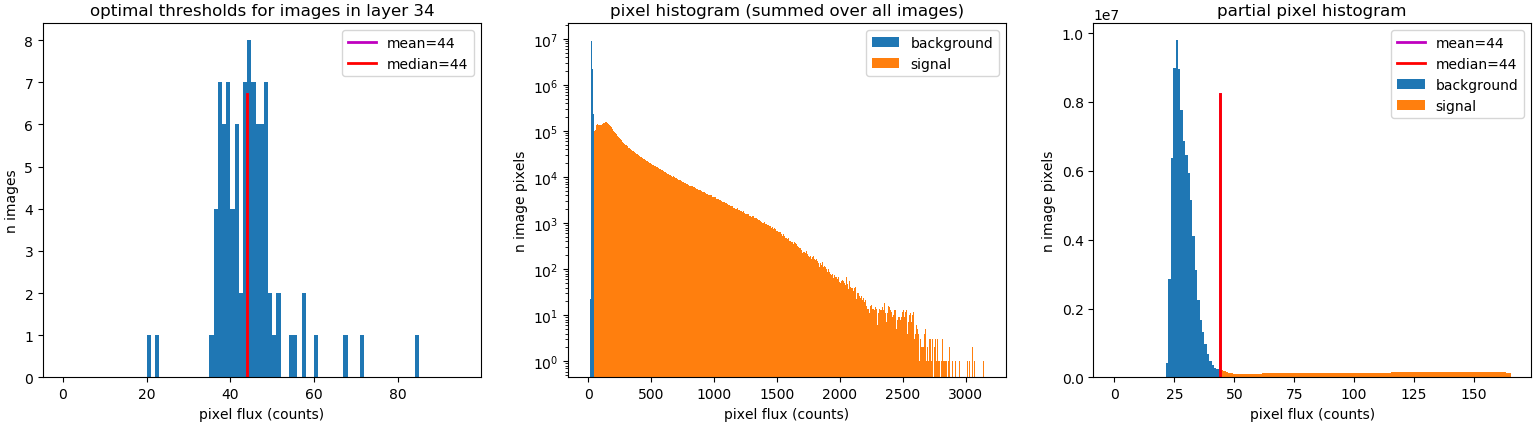 optimal thresholds for images in layer 34
mean=44
median=44
n images
8
7
6
5
4
3
2
1
0
0 20 40 60 80
pixel flux (counts)
pixel histogram (summed over all images)
background
signal
n image pixels
10⁷
10⁶
10⁵
10⁴
10³
10²
10¹
10⁰
0 500 1000 1500 2000 2500 3000
pixel flux (counts)
partial pixel histogram
1e7
mean=44
median=44
background
signal
n image pixels
1.0
0.8
0.6
0.4
0.2
0.0
0 25 50 75 100 125 150
pixel flux (counts)